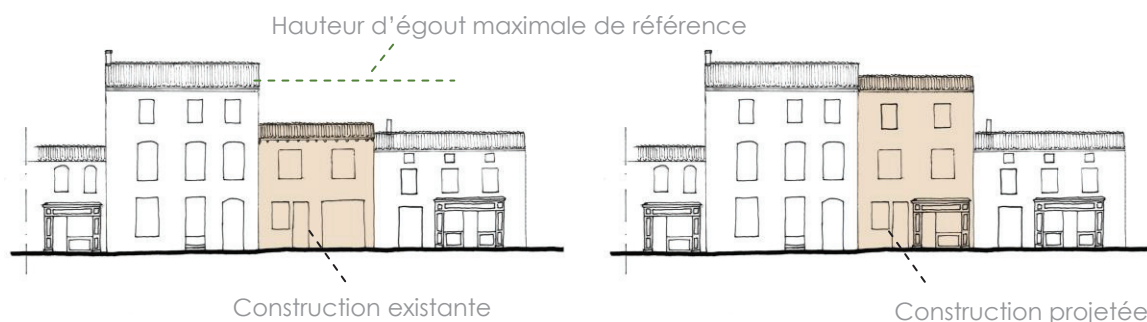 Hauteur d’égout maximale de référence
Construction existante
Construction projetée